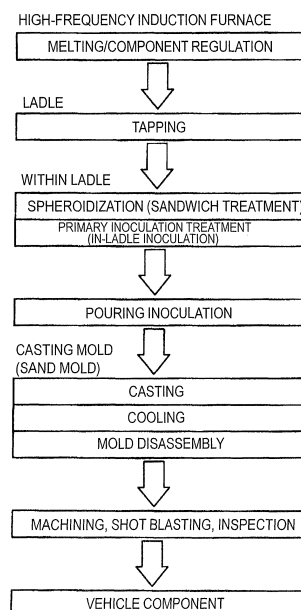 HIGH-FREQUENCY INDUCTION FURNACE
MELTING/COMPONENT REGULATION
LADLE
TAPPING
WITHIN LADLE
SPHEROIDIZATION (SANDWICH TREATMENT)
PRIMARY INOCULATION TREATMENT
(IN-LADLE INOCULATION)
POURING INOCULATION
CASTING MOLD
(SAND MOLD)
CASTING
COOLING
MOLD DISASSEMBLY
MACHINING, SHOT BLASTING, INSPECTION
VEHICLE COMPONENT